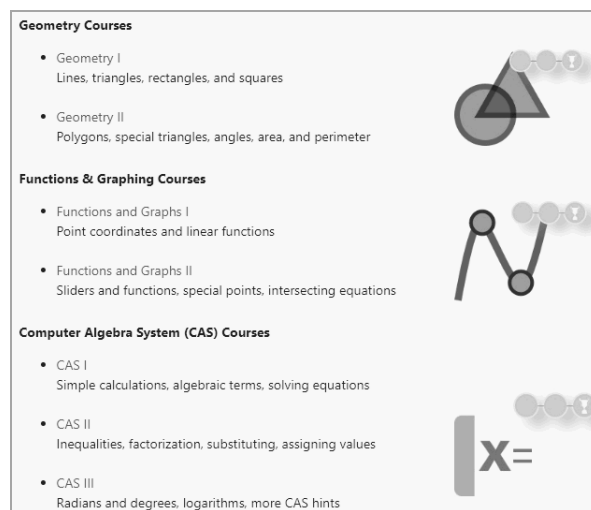 Geometry Courses
Geometry I
Lines, triangles, rectangles, and squares
Geometry II
Polygons, special triangles, angles, area, and perimeter
Functions & Graphing Courses
Functions and Graphs I
Point coordinates and linear functions
Functions and Graphs II
Sliders and functions, special points, intersecting equations
Computer Algebra System (CAS) Courses
CAS I
Simple calculations, algebraic terms, solving equations
CAS II
Inequalities, factorization, substituting, assigning values
x=
CAS III
Radians and degrees, logarithms, more CAS hints